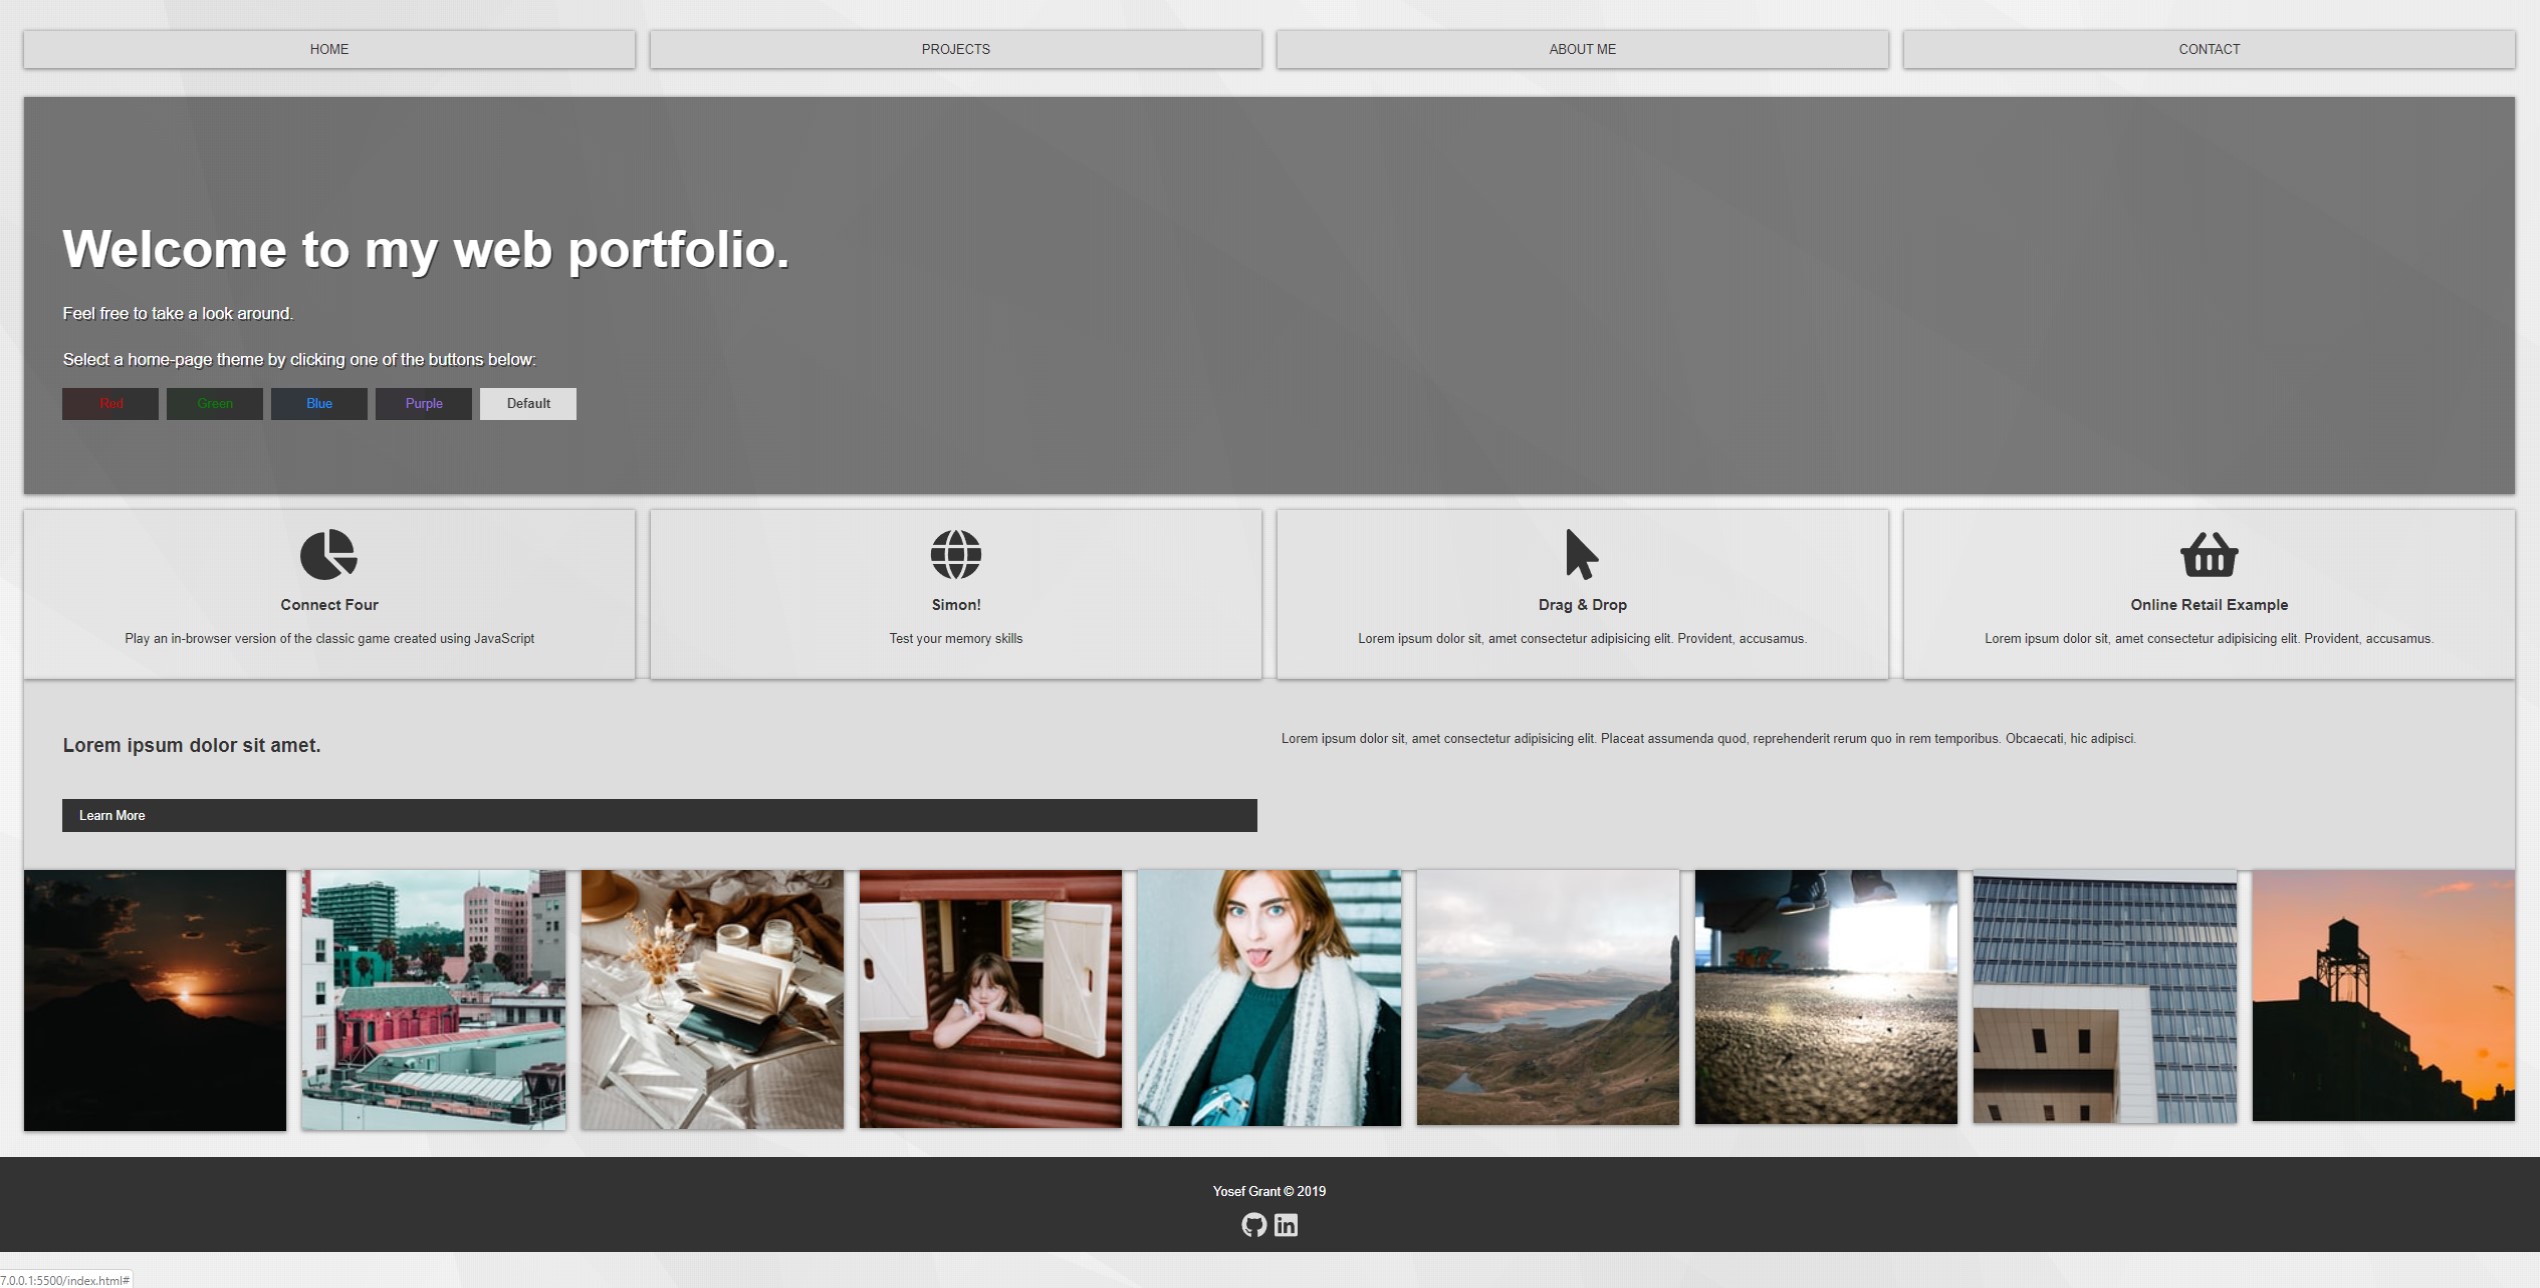 HOME
PROJECTS
ABOUT ME
CONTACT
Welcome to my web portfolio.
Feel free to take a look around.
Select a home-page theme by clicking one of the buttons below:
Red
Green
Blue
Purple
Default
Connect Four
Play an in-browser version of the classic game created using JavaScript
Simon!
Test your memory skills
Drag & Drop
Lorem ipsum dolor sit, amet consectetur adipisicing elit. Provident, accusamus.
Online Retail Example
Lorem ipsum dolor sit, amet consectetur adipisicing elit. Provident, accusamus.
Lorem ipsum dolor sit amet.
Learn More
Lorem ipsum dolor sit, amet consectetur adipisicing elit. Placeat assumenda quod, reprehenderit rerum quo in rem temporibus. Obcaecati, hic adipisci.
Yosef Grant © 2019
in
7.0.0.1:5500/index.html#